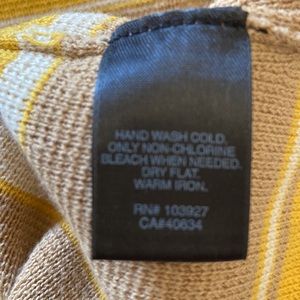 HAND WASH COLD.
ONLY NON-CHLORINE
BLEACH WHEN NEEDED.
DRY FLAT.
WARM IRON.
RN# 103927
CA#40634